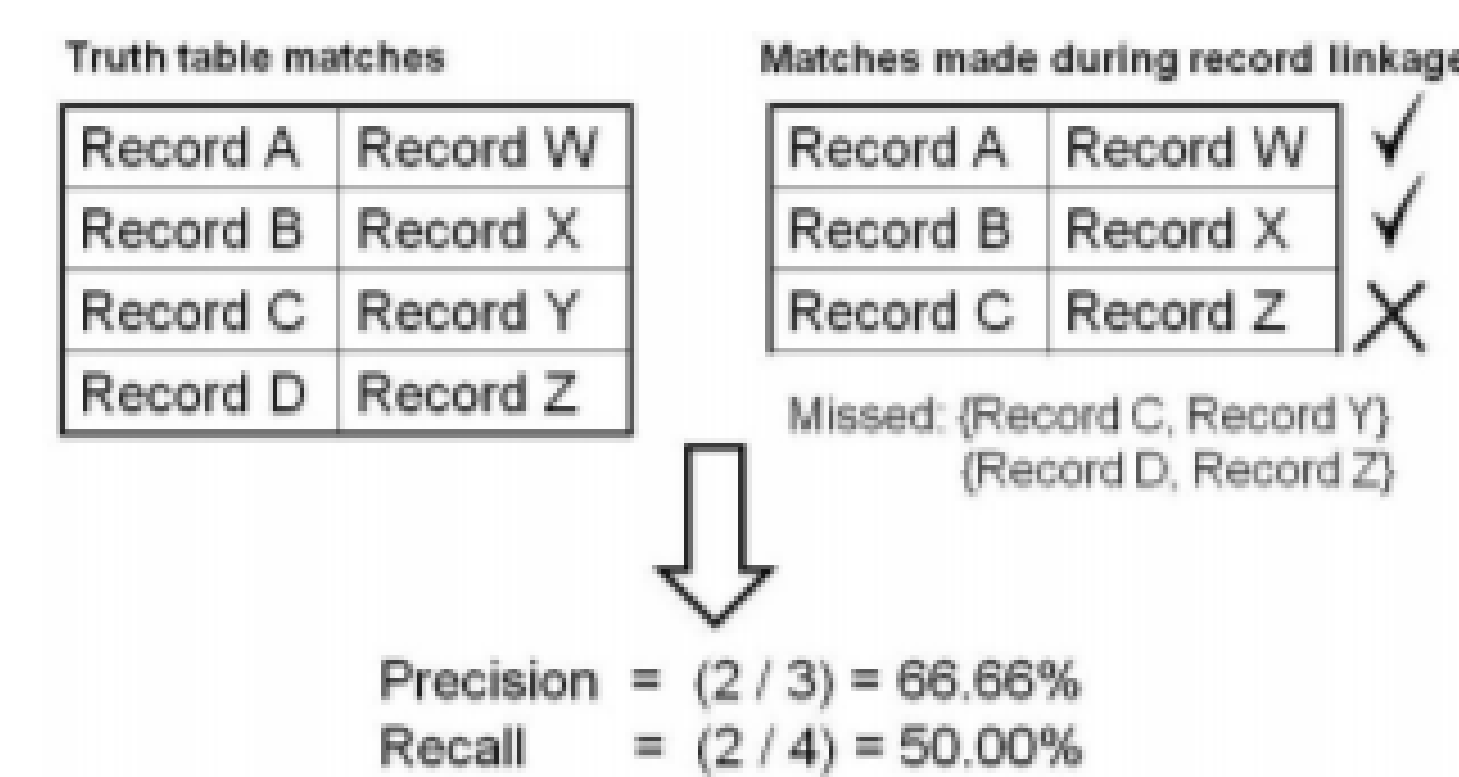 Truth table matches
Record A Record W
Record B Record X
Record C Record Y
Record D Record Z
Matches made during record linkage
Record A Record W
Record B Record X
Record C Record Z
Missed: {Record C, Record Y}
{Record D, Record Z}
Precision = (2 / 3) = 66.66%
Recall = (2 / 4) = 50.00%